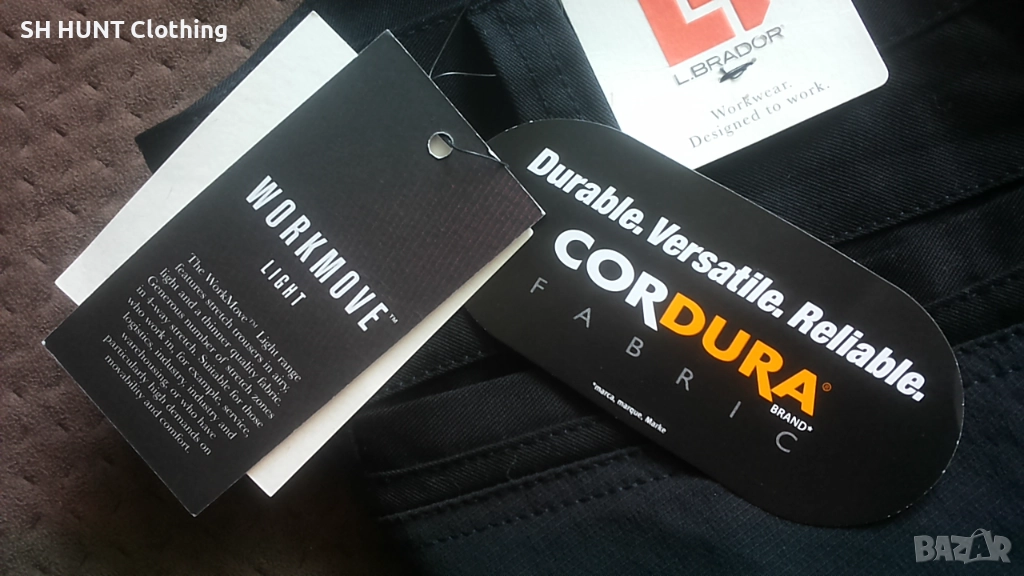 SH HUNT Clothing
L.BRADOR®
Workwear.
Designed to work.
WORKMOVE™
LIGHT
The WorkMove™ Light range
features stretch trousers in airy,
light and a thinner quality fabric.
Generous number of stretch zones
in 4-way stretch. Suitable for those
who work in, for example, service,
logistics, industry, industry and
warehousing or who have
particularly high demands on
movability and comfort.
Durable. Versatile. Reliable.
CORDURA®
BRAND*
FABRIC
*marca, marque, Marke
BAZAR